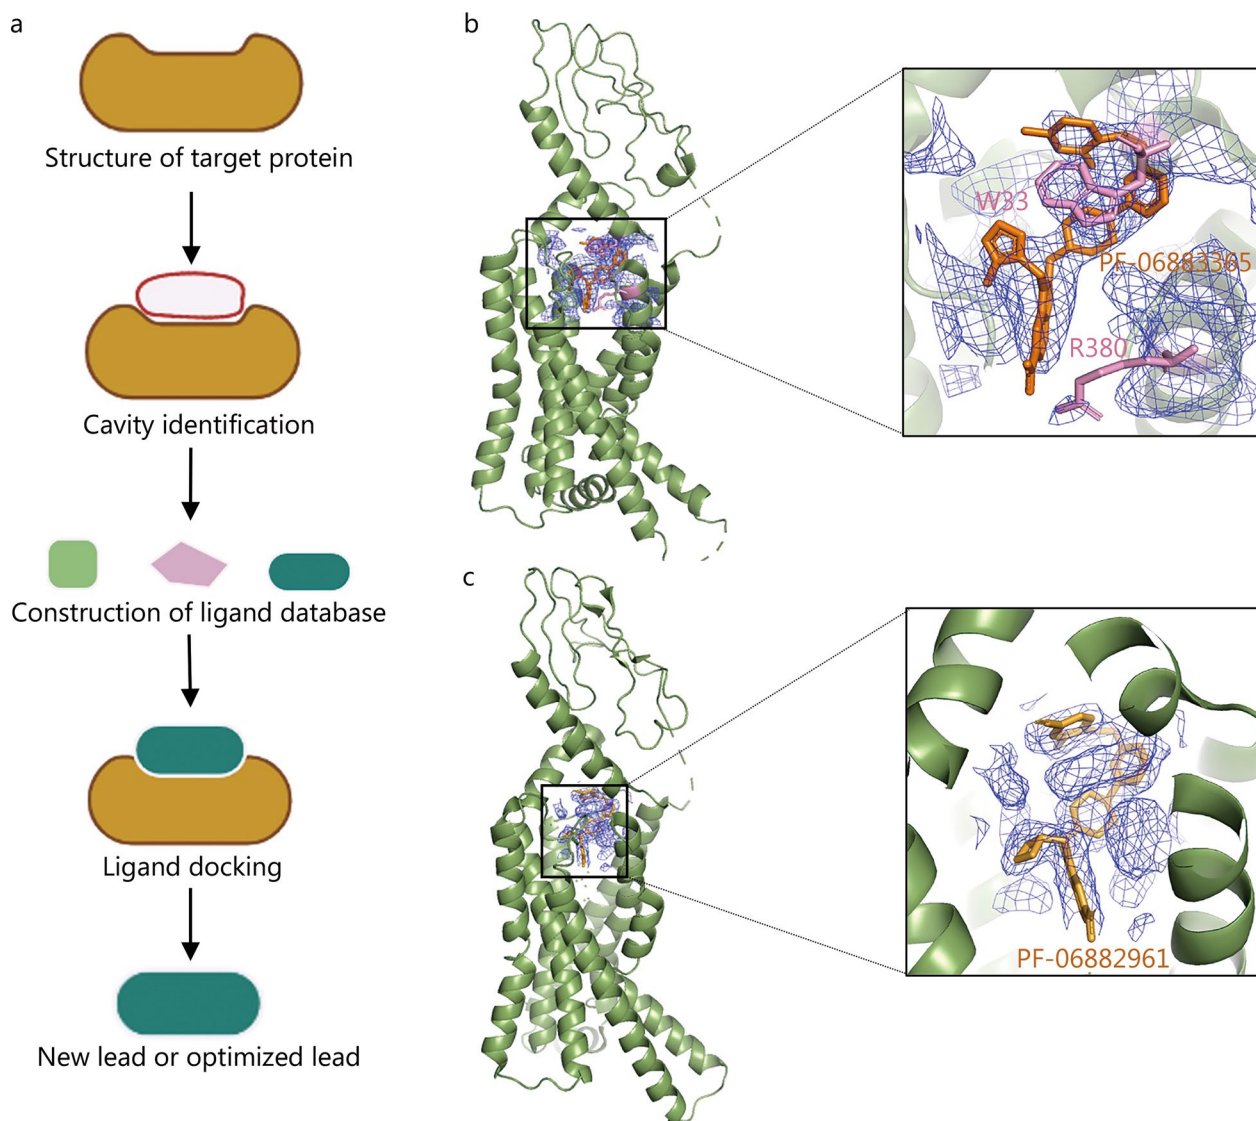 a
Structure of target protein
Cavity identification
Construction of ligand database
Ligand docking
New lead or optimized lead
b
W33
PF-06883365
R380
c
PF-06882961